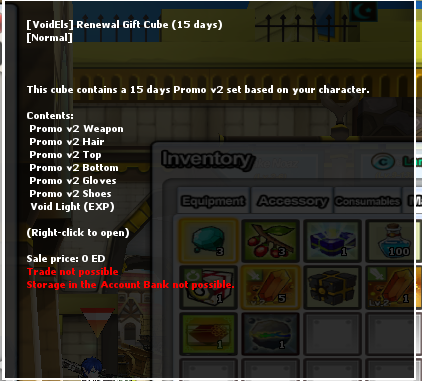 [VoidEls] Renewal Gift Cube (15 days)
[Normal]
This cube contains a 15 days Promo v2 set based on your character.
Contents:
Promo v2 Weapon
Promo v2 Hair
Promo v2 Top
Promo v2 Bottom
Promo v2 Gloves
Promo v2 Shoes
Void Light (EXP)
(Right-click to open)
Sale price: 0 ED
Trade not possible
Storage in the Account Bank not possible.
Inventory
Equipment
Accessory
Consumables
3
3
1
100
1
5
1
1
1